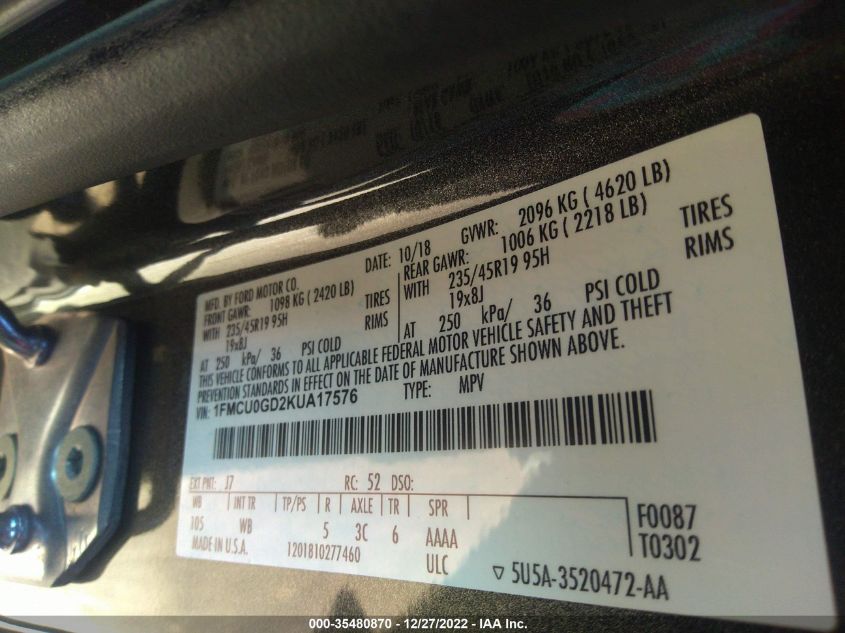 MFD. BY FORD MOTOR CO.
DATE: 10/18
GVWR: 2096 KG ( 4620 LB)
FRONT GAWR: 1098 KG ( 2420 LB)
REAR GAWR: 1006 KG ( 2218 LB)
WITH 235/45R19 95H TIRES
WITH 235/45R19 95H TIRES
19x8J RIMS
19x8J RIMS
AT 250 kPa/ 36 PSI COLD
AT 250 kPa/ 36 PSI COLD
THIS VEHICLE CONFORMS TO ALL APPLICABLE FEDERAL MOTOR VEHICLE SAFETY AND THEFT
PREVENTION STANDARDS IN EFFECT ON THE DATE OF MANUFACTURE SHOWN ABOVE.
VIN: 1FMCU0GD2KUA17576
TYPE: MPV
EXT PNT: J7 RC: 52 DSO:
WB INT TR TP/PS R AXLE TR SPR
105 WB 5 3C 6 AAAA
F0087
T0302
MADE IN U.S.A. 1201810277460 ULC
▽ 5U5A-3520472-AA
000-35480870 – 12/27/2022 – IAA Inc.